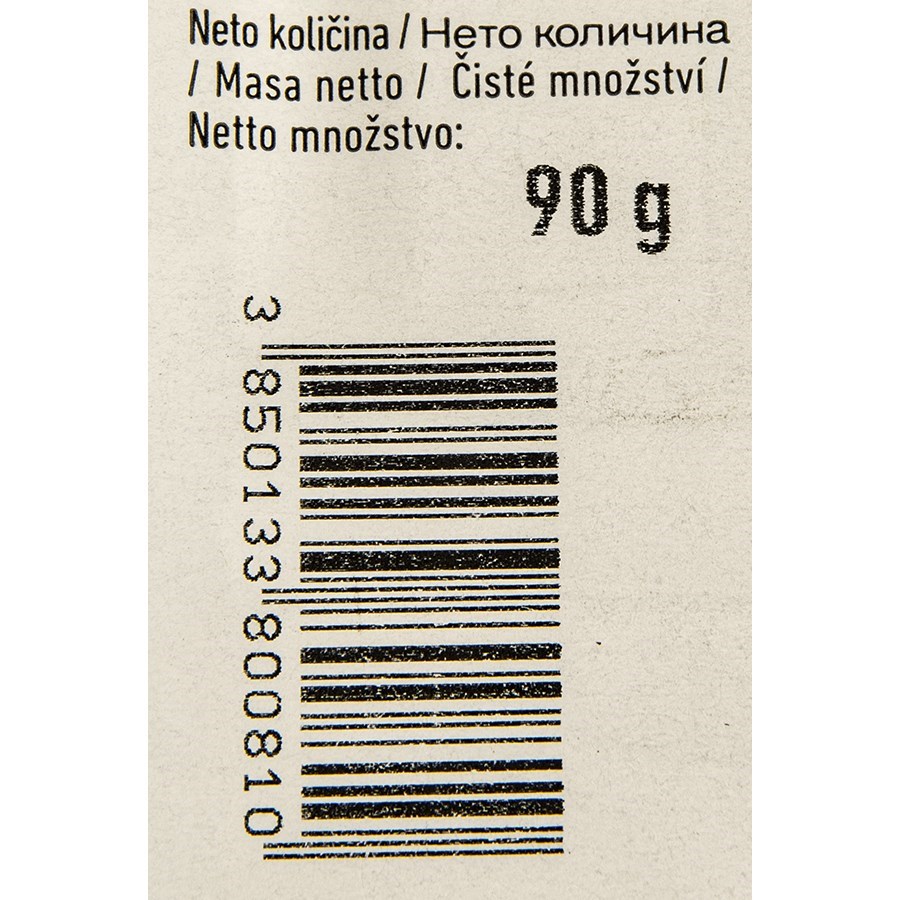 Neto količina / Нето количина
/ Masa netto / Čisté množství /
Netto množstvo:
90 g
3 850133 800810